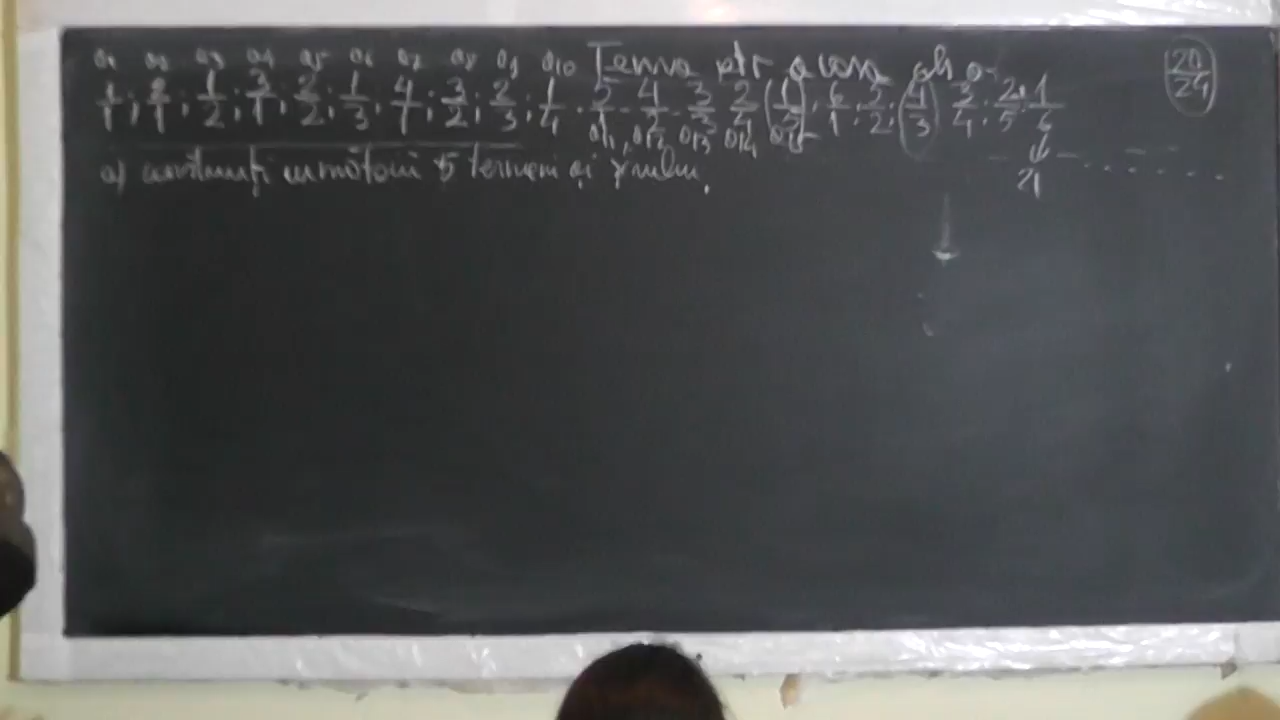 a1 a2 a3 a4 a5 a6 a7 a8 a9 a10 Tema ptr acasă
1/1 ; 2/1 ; 1/2 ; 3/1 ; 2/2 ; 1/3 ; 4/1 ; 3/2 ; 2/3 ; 1/4 ; 5/1 4/2 3/3 2/4 (1/5) ; 6/1 ; 4/3 3/4 2/5 1/6
a11, a12 a13 a14 a15
21
a) următorii 5 termeni ai șirului.
20/24